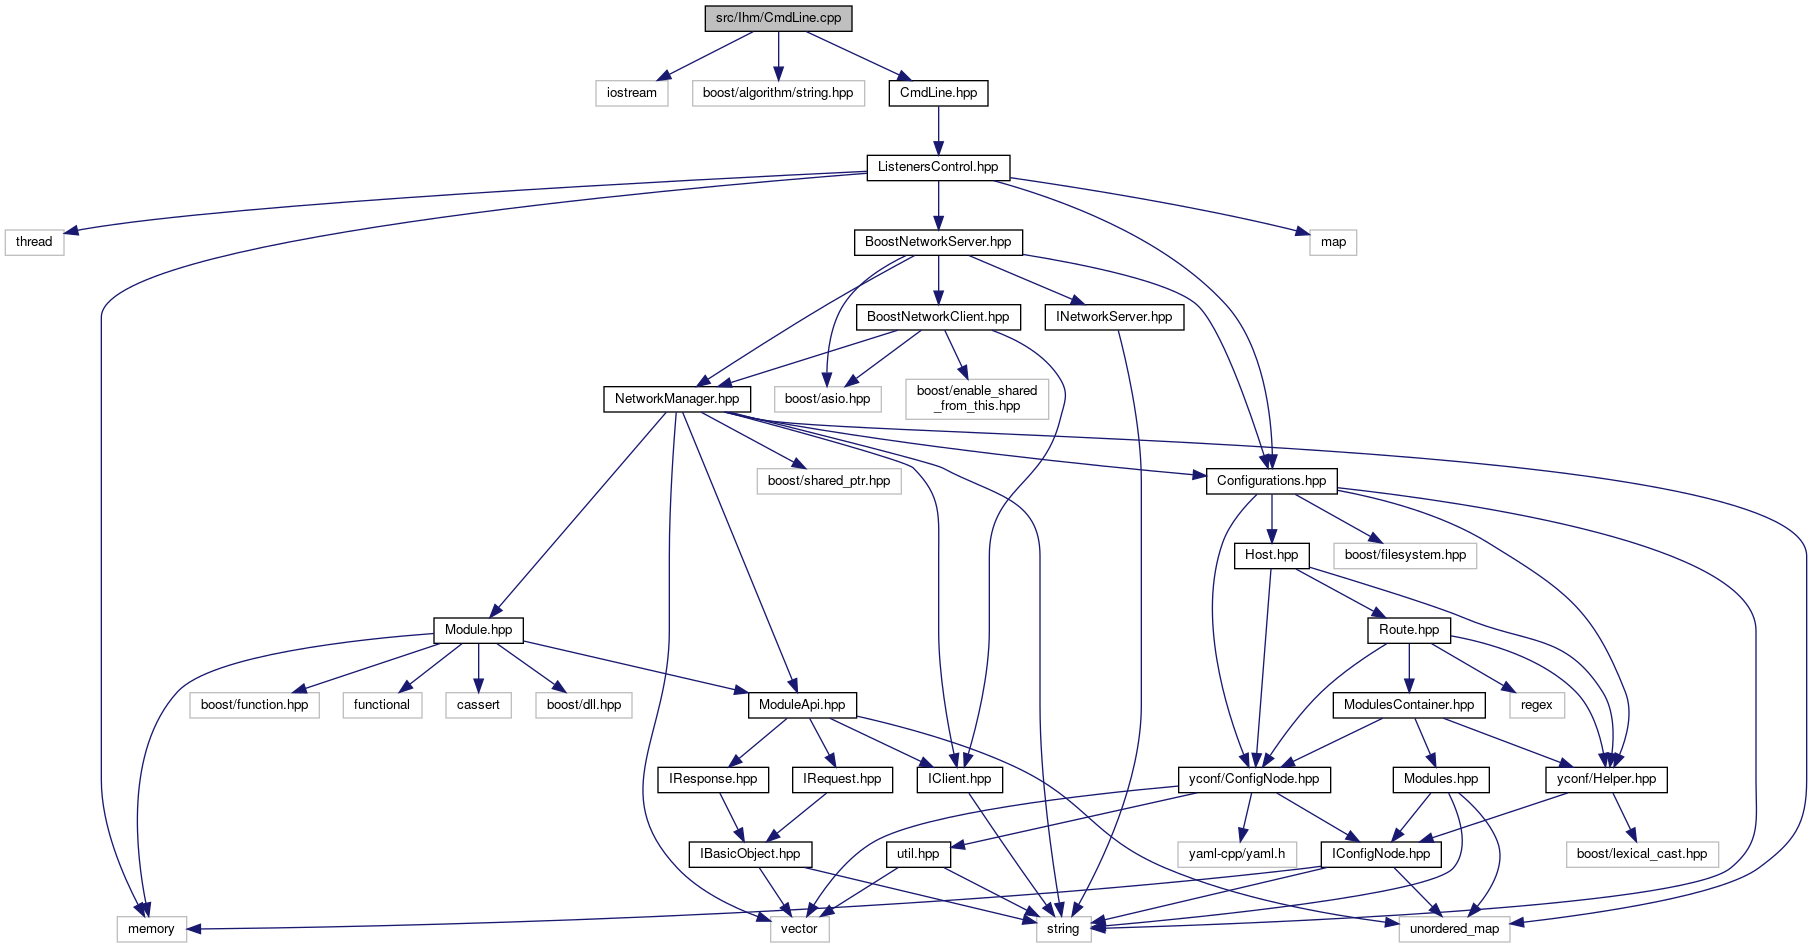 src/Ihm/CmdLine.cpp
iostream
boost/algorithm/string.hpp
CmdLine.hpp
ListenersControl.hpp
thread
BoostNetworkServer.hpp
map
BoostNetworkClient.hpp
INetworkServer.hpp
NetworkManager.hpp
boost/asio.hpp
boost/enable_shared
_from_this.hpp
boost/shared_ptr.hpp
Configurations.hpp
Host.hpp
boost/filesystem.hpp
Module.hpp
Route.hpp
boost/function.hpp
functional
cassert
boost/dll.hpp
ModuleApi.hpp
ModulesContainer.hpp
regex
IResponse.hpp
IRequest.hpp
IClient.hpp
yconf/ConfigNode.hpp
Modules.hpp
yconf/Helper.hpp
IBasicObject.hpp
util.hpp
yaml-cpp/yaml.h
IConfigNode.hpp
boost/lexical_cast.hpp
memory
vector
string
unordered_map